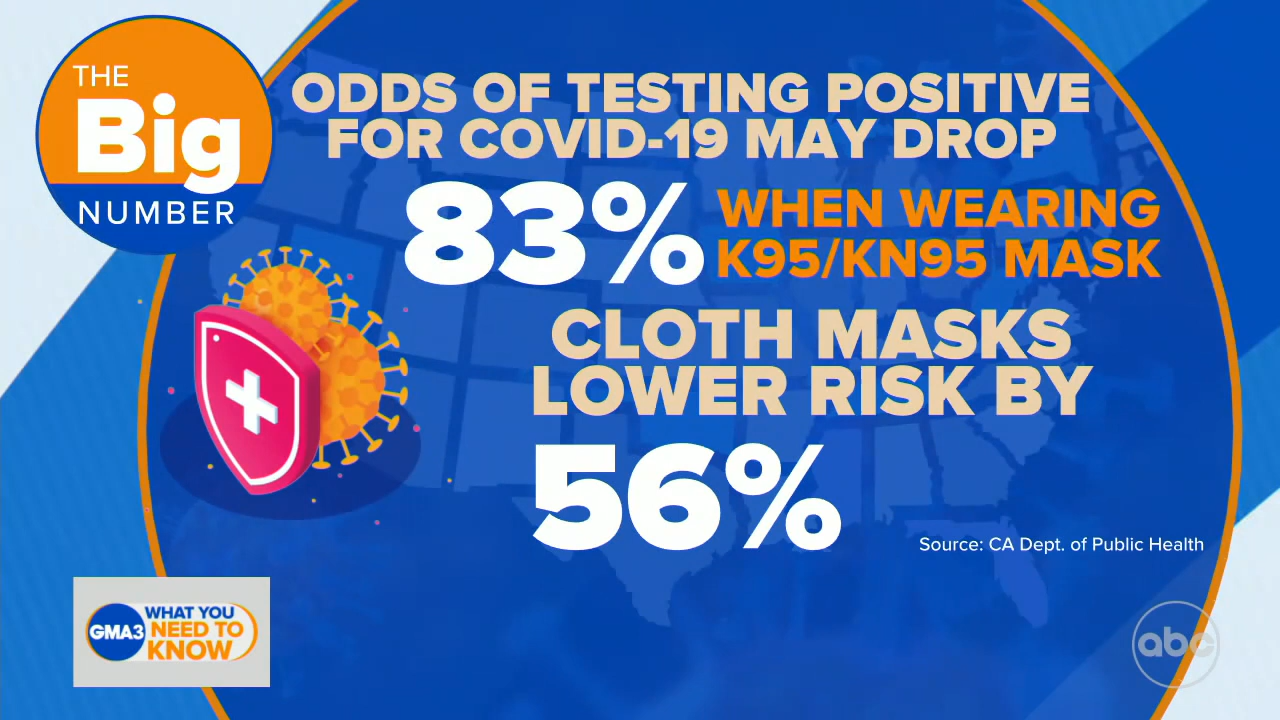 THE
Big
NUMBER
ODDS OF TESTING POSITIVE
FOR COVID-19 MAY DROP
83%
WHEN WEARING
K95/KN95 MASK
CLOTH MASKS
LOWER RISK BY
56%
Source: CA Dept. of Public Health
GMA3
WHAT YOU
NEED TO
KNOW
abc